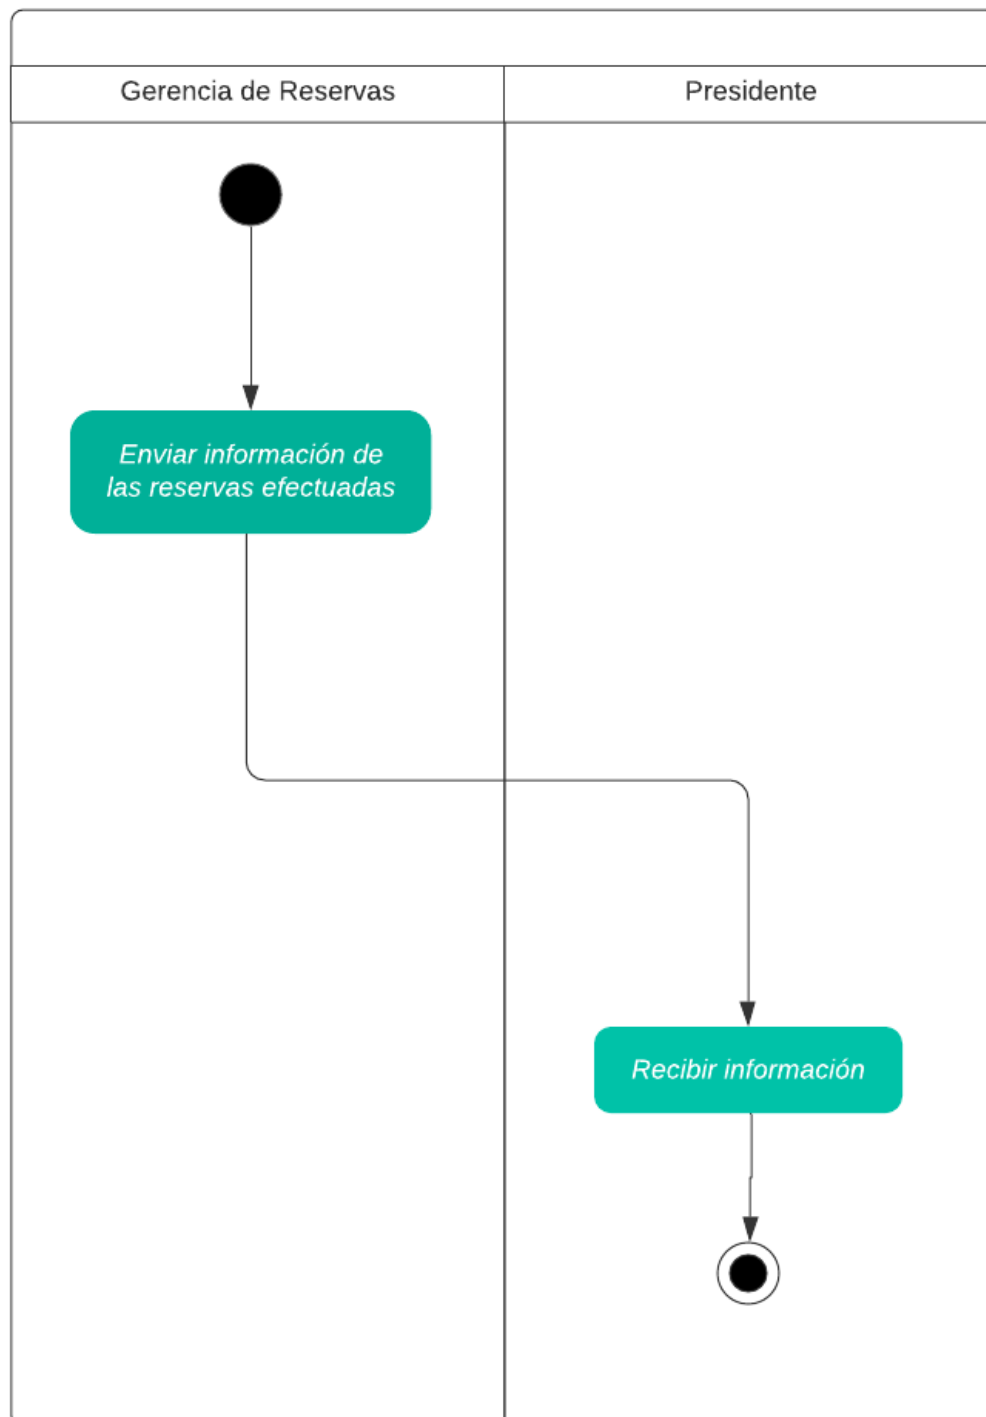 Gerencia de Reservas
Presidente
Enviar información de
las reservas efectuadas
Recibir información